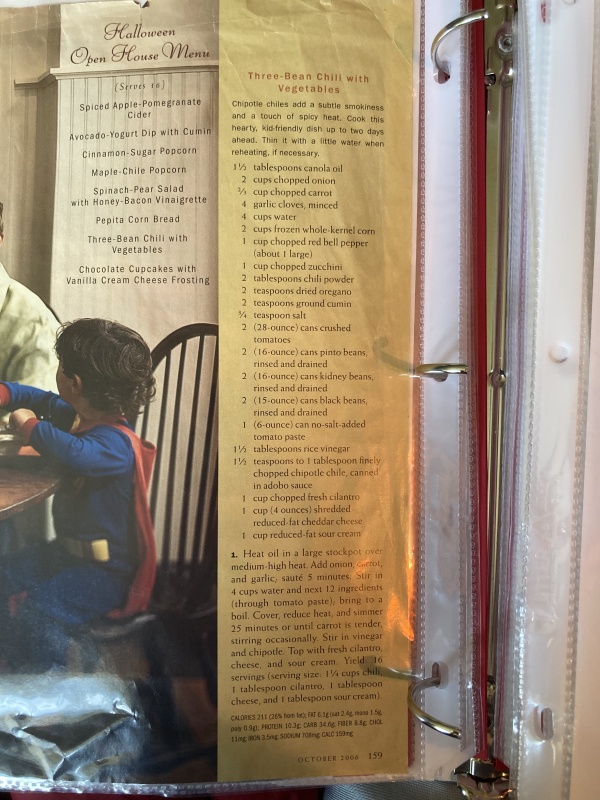 Halloween
Open House Menu
(Serves 16)
Spiced Apple-Pomegranate
Cider
Avocado-Yogurt Dip with Cumin
Cinnamon-Sugar Popcorn
Maple-Chile Popcorn
Spinach-Pear Salad
with Honey-Bacon Vinaigrette
Pepita Corn Bread
Three-Bean Chili with
Vegetables
Chocolate Cupcakes with
Vanilla Cream Cheese Frosting
Three-Bean Chili with
Vegetables
Chipotle chiles add a subtle smokiness
and a touch of spicy heat. Cook this
hearty, kid-friendly dish up to two days
ahead. Thin it with a little water when
reheating, if necessary.
1½ tablespoons canola oil
2 cups chopped onion
⅔ cup chopped carrot
4 garlic cloves, minced
4 cups water
2 cups frozen whole-kernel corn
1 cup chopped red bell pepper
(about 1 large)
1 cup chopped zucchini
2 tablespoons chili powder
2 teaspoons dried oregano
2 teaspoons ground cumin
¾ teaspoon salt
2 (28-ounce) cans crushed
tomatoes
2 (16-ounce) cans pinto beans,
rinsed and drained
2 (16-ounce) cans kidney beans,
rinsed and drained
2 (15-ounce) cans black beans,
rinsed and drained
1 (6-ounce) can no-salt-added
tomato paste
1½ tablespoons rice vinegar
1½ teaspoons to 1 tablespoon finely
chopped chipotle chile, canned
in adobo sauce
1 cup chopped fresh cilantro
1 cup (4 ounces) shredded
reduced-fat cheddar cheese
1 cup reduced-fat sour cream
1. Heat oil in a large stockpot over
medium-high heat. Add onion, carrot,
and garlic; sauté 5 minutes. Stir in
4 cups water and next 12 ingredients
(through tomato paste), bring to a
boil. Cover, reduce heat, and simmer
25 minutes or until carrot is tender,
stirring occasionally. Stir in vinegar
and chipotle. Top with fresh cilantro,
cheese, and sour cream. Yield: 16
servings (serving size: 1¼ cups chili,
1 tablespoon cilantro, 1 tablespoon
cheese, and 1 tablespoon sour cream).
CALORIES 211 (26% from fat); FAT 6.1g (sat 2.4g, mono 1.5g,
poly 0.9g); PROTEIN 10.3g; CARB 34.6g; FIBER 8.8g; CHOL
11mg; IRON 3.5mg; SODIUM 708mg; CALC 159mg
OCTOBER 2006 159